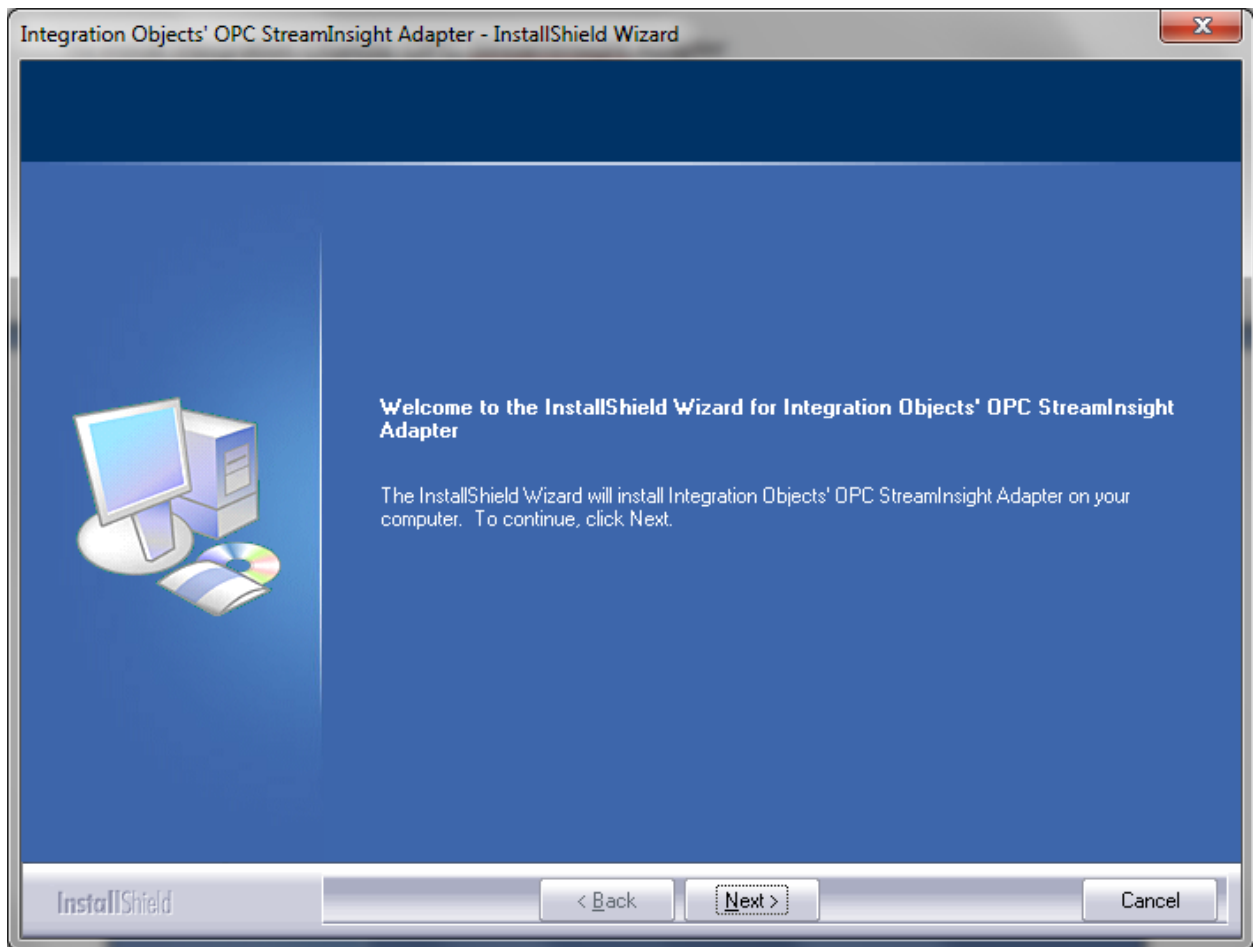 Integration Objects' OPC StreamInsight Adapter - InstallShield Wizard
Welcome to the InstallShield Wizard for Integration Objects' OPC StreamInsight
Adapter
The InstallShield Wizard will install Integration Objects' OPC StreamInsight Adapter on your
computer. To continue, click Next.
InstallShield
< Back
Next >
Cancel